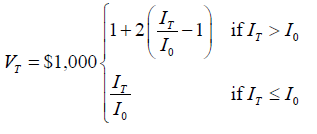 1 + 2 ( I_T / I_0 − 1 ) if I_T > I_0
V_T = $1,000 {
I_T / I_0 if I_T ≤ I_0